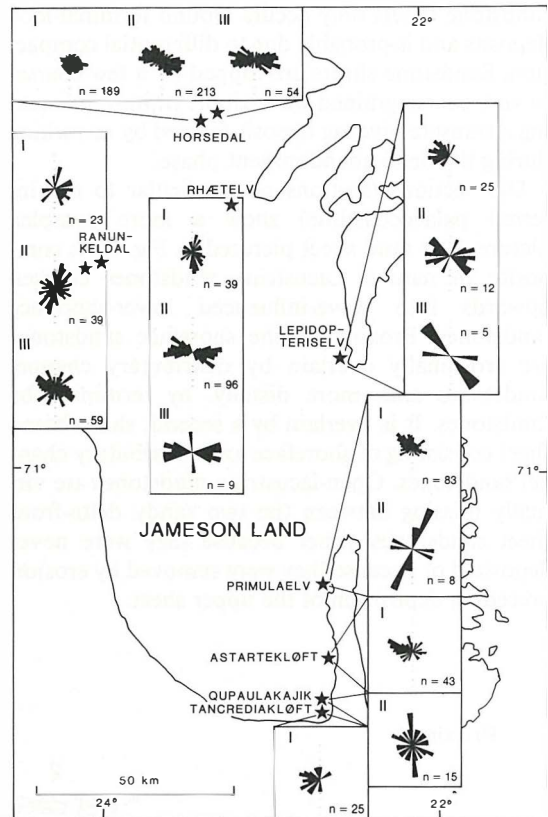 I II III
n = 189 n = 213 n = 54
22°
HORSEDAL
I
n = 23
RANUN-
KELDAL
II
n = 39
III
n = 59
RHÆTELV
I
n = 39
II
n = 96
III
n = 9
I
n = 25
II
n = 12
III
n = 5
LEPIDOP-
TERISELV
71° 71°
JAMESON LAND
I
n = 83
II
n = 8
PRIMULAELV
I
n = 43
ASTARTEKLØFT
QUPAULAKAJIK
TANCREDIAKLØFT
II
n = 15
I
n = 25
50 km
24° 22°